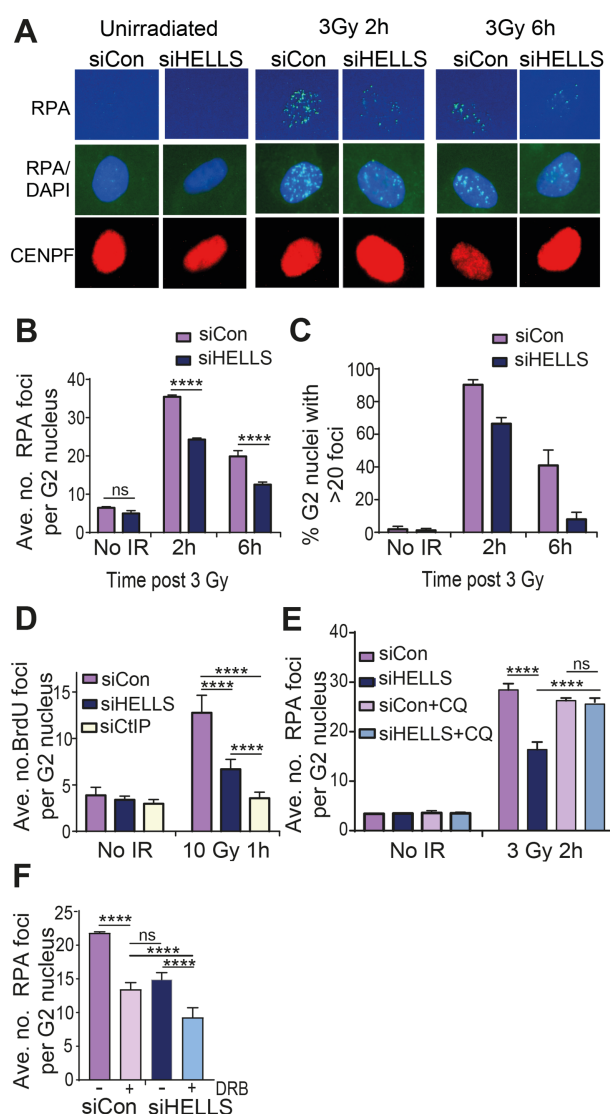 A
Unirradiated
3Gy 2h
3Gy 6h
siCon siHELLS siCon siHELLS siCon siHELLS
RPA
RPA/
DAPI
CENPF
B
siCon
siHELLS
Ave. no. RPA foci
per G2 nucleus
40
30
20
10
0
ns
****
****
No IR 2h 6h
Time post 3 Gy
C
siCon
siHELLS
% G2 nuclei with
>20 foci
100
80
60
40
20
0
No IR 2h 6h
Time post 3 Gy
D
siCon
siHELLS
siCtIP
Ave. no.BrdU foci
per G2 nucleus
15
10
5
0
****
****
****
No IR 10 Gy 1h
E
siCon
siHELLS
siCon+CQ
siHELLS+CQ
Ave. no. RPA foci
per G2 nucleus
40
30
20
10
0
ns
**** ****
No IR 3 Gy 2h
F
Ave. no. RPA foci
per G2 nucleus
25
20
15
10
5
0
****
ns
****
****
- + - + DRB
siCon siHELLS